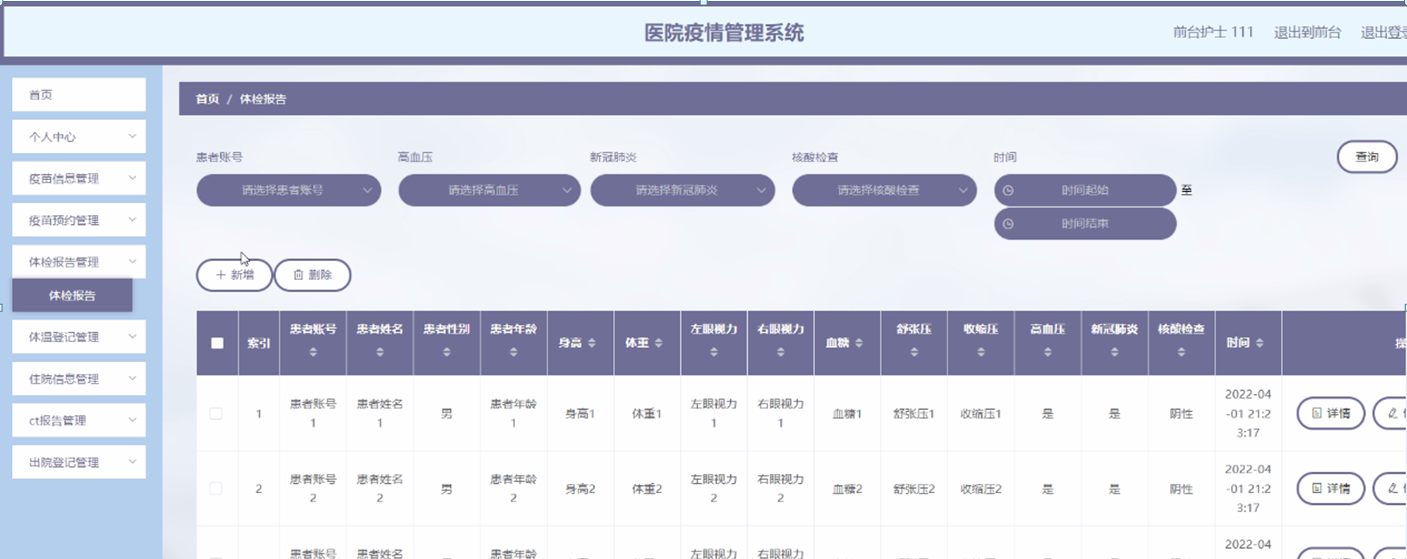 医院疫情管理系统
前台护士 111 退出到前台 退出登录
首页
个人中心
疫苗信息管理
疫苗预约管理
体检报告管理
体检报告
体温登记管理
住院信息管理
ct报告管理
出院登记管理
首页 / 体检报告
患者账号 高血压 新冠肺炎 核酸检查 时间
请选择患者账号 请选择高血压 请选择新冠肺炎 请选择核酸检查 时间起始 至
时间结束
查询
新增 删除
索引 患者账号 患者姓名 患者性别 患者年龄 身高 体重 左眼视力 右眼视力 血糖 舒张压 收缩压 高血压 新冠肺炎 核酸检查 时间
1 患者账号1 患者姓名1 男 患者年龄1 身高1 体重1 左眼视力1 右眼视力1 血糖1 舒张压1 收缩压1 是 是 阴性 2022-04-01 21:23:17 详情
2 患者账号2 患者姓名2 男 患者年龄2 身高2 体重2 左眼视力2 右眼视力2 血糖2 舒张压2 收缩压2 是 是 阴性 2022-04-01 21:23:17 详情
患者账号 患者姓名 患者年龄 左眼视力 右眼视力 2022-04